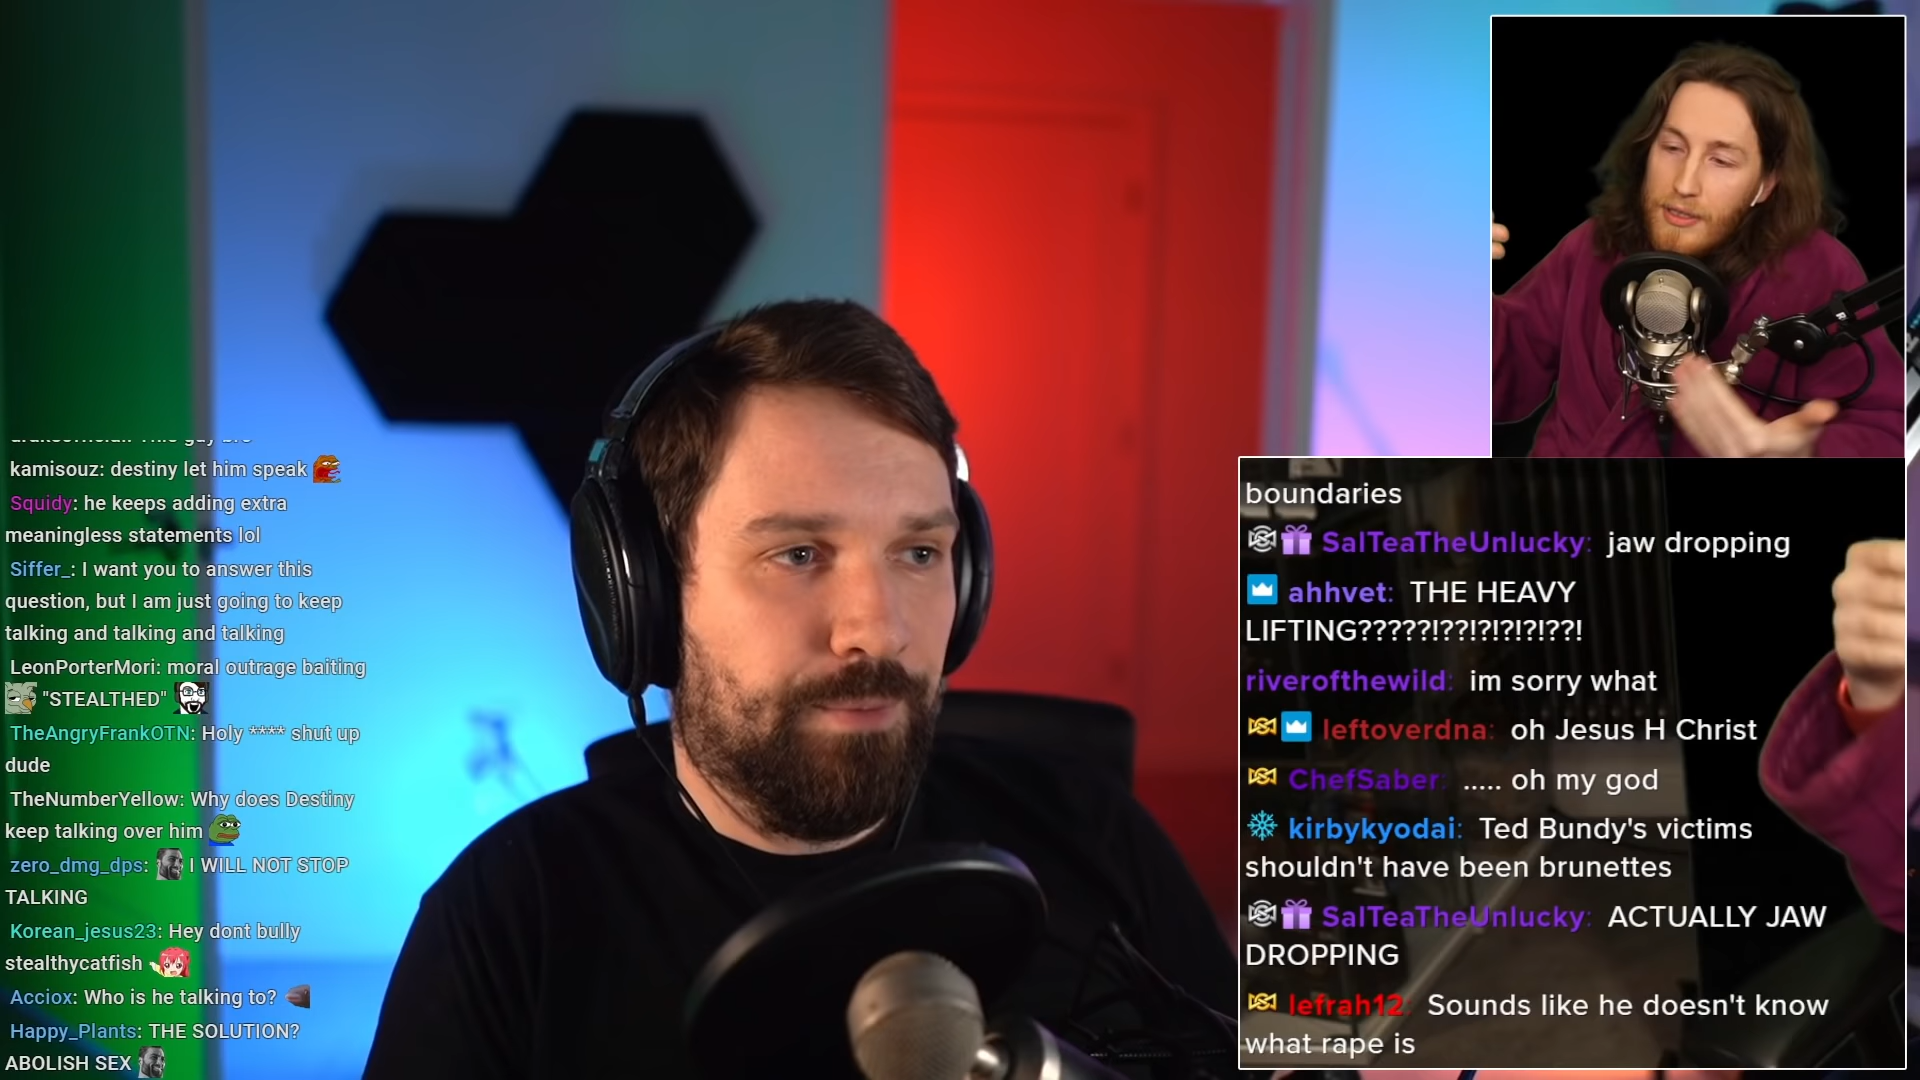 kamisouz: destiny let him speak
Squidy: he keeps adding extra
meaningless statements lol
Siffer_: I want you to answer this
question, but I am just going to keep
talking and talking and talking
LeonPorterMori: moral outrage baiting
"STEALTHED"
TheAngryFrankOTN: Holy **** shut up
dude
TheNumberYellow: Why does Destiny
keep talking over him
zero_dmg_dps: I WILL NOT STOP
TALKING
Korean_jesus23: Hey dont bully
stealthycatfish
Acciox: Who is he talking to?
Happy_Plants: THE SOLUTION?
ABOLISH SEX
boundaries
SalTeaTheUnlucky: jaw dropping
ahhvet: THE HEAVY
LIFTING?????!??!?!?!?!??!
riverofthewild: im sorry what
leftoverdna: oh Jesus H Christ
ChefSaber: ..... oh my god
kirbykyodai: Ted Bundy's victims
shouldn't have been brunettes
SalTeaTheUnlucky: ACTUALLY JAW
DROPPING
lefrah12: Sounds like he doesn't know
what rape is